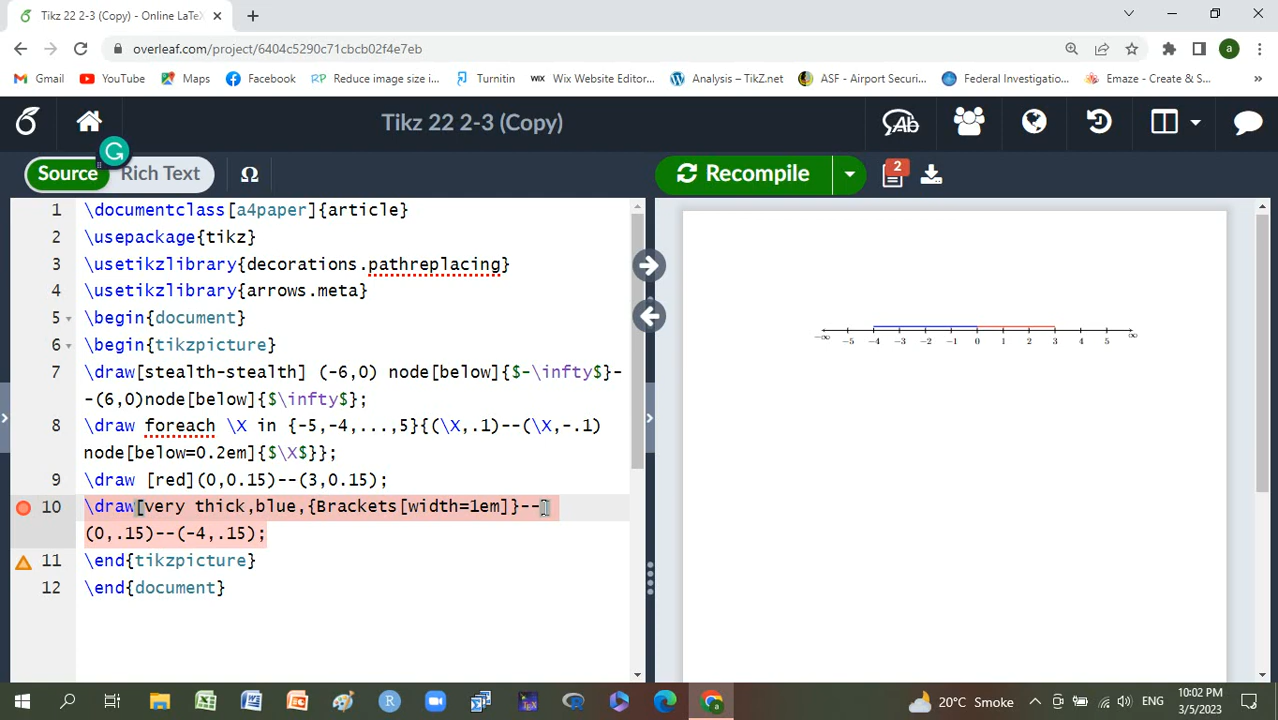 Tikz 22 2-3 (Copy) - Online LaTeX
overleaf.com/project/6404c5290c71cbcb02f4e7eb
a
Gmail YouTube Maps Facebook Reduce image size i... Turnitin Wix Website Editor... Analysis – TikZ.net ASF - Airport Securi... Federal Investigatio... Emaze - Create & S... »
Tikz 22 2-3 (Copy)
Source Rich Text Ω Recompile 2
1 \documentclass[a4paper]{article}
2 \usepackage{tikz}
3 \usetikzlibrary{decorations.pathreplacing}
4 \usetikzlibrary{arrows.meta}
5 \begin{document}
6 \begin{tikzpicture}
7 \draw[stealth-stealth] (-6,0) node[below]{$-\infty$}-
-(6,0)node[below]{$\infty$};
8 \draw foreach \X in {-5,-4,...,5}{(\X,.1)--(\X,-.1)
node[below=0.2em]{$\X$}};
9 \draw [red](0,0.15)--(3,0.15);
10 \draw[very thick,blue,{Brackets[width=1em]}--]
(0,.15)--(-4,.15);
11 \end{tikzpicture}
12 \end{document}
−∞ −5 −4 −3 −2 −1 0 1 2 3 4 5 ∞
20°C Smoke ENG 10:02 PM
3/5/2023